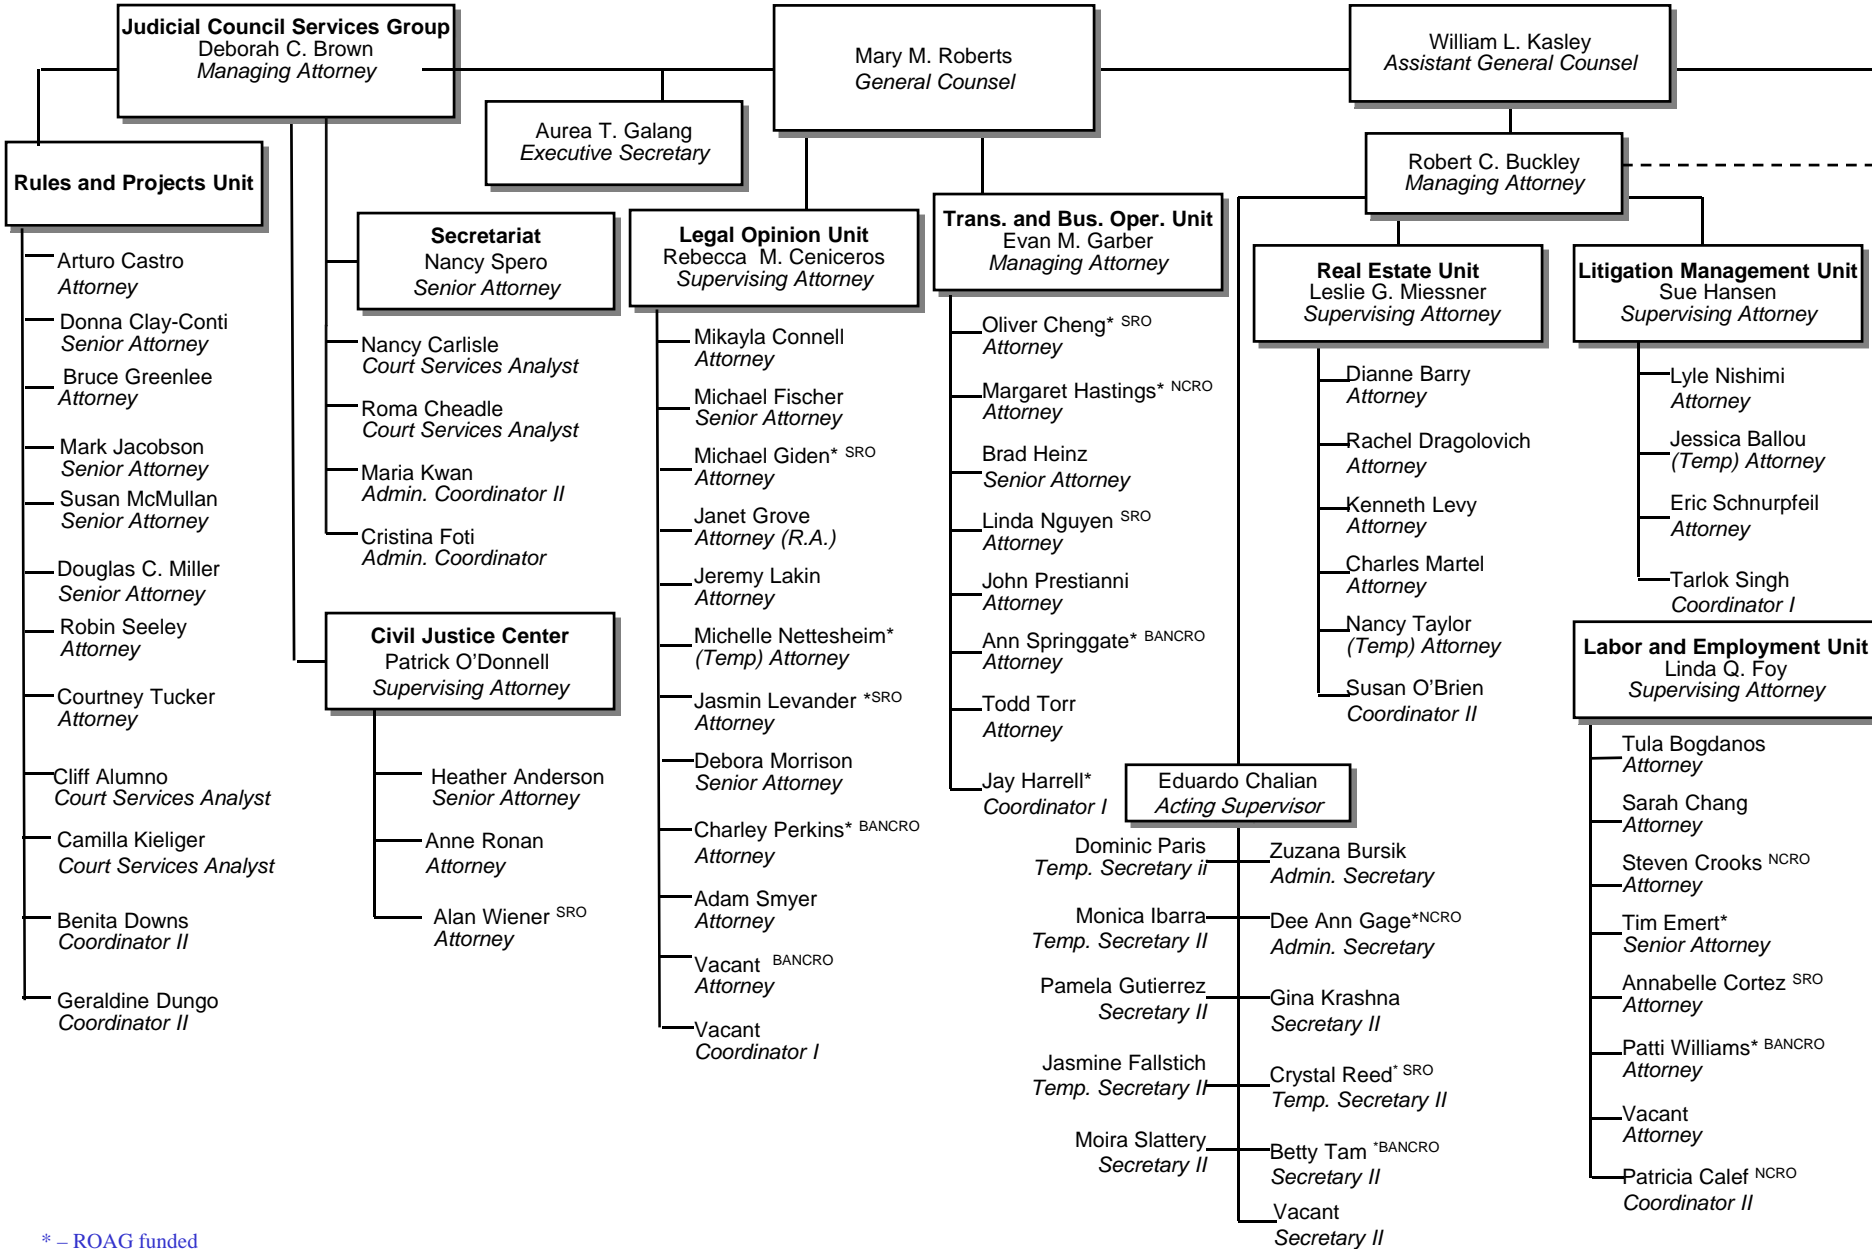 Judicial Council Services Group
Deborah C. Brown
Managing Attorney
Mary M. Roberts
General Counsel
William L. Kasley
Assistant General Counsel
Aurea T. Galang
Executive Secretary
Robert C. Buckley
Managing Attorney
Rules and Projects Unit
Arturo Castro
Attorney
Donna Clay-Conti
Senior Attorney
Bruce Greenlee
Attorney
Mark Jacobson
Senior Attorney
Susan McMullan
Senior Attorney
Douglas C. Miller
Senior Attorney
Robin Seeley
Attorney
Courtney Tucker
Attorney
Cliff Alumno
Court Services Analyst
Camilla Kieliger
Court Services Analyst
Benita Downs
Coordinator II
Geraldine Dungo
Coordinator II
Secretariat
Nancy Spero
Senior Attorney
Nancy Carlisle
Court Services Analyst
Roma Cheadle
Court Services Analyst
Maria Kwan
Admin. Coordinator II
Cristina Foti
Admin. Coordinator
Civil Justice Center
Patrick O'Donnell
Supervising Attorney
Heather Anderson
Senior Attorney
Anne Ronan
Attorney
Alan Wiener SRO
Attorney
Legal Opinion Unit
Rebecca M. Ceniceros
Supervising Attorney
Mikayla Connell
Attorney
Michael Fischer
Senior Attorney
Michael Giden* SRO
Attorney
Janet Grove
Attorney (R.A.)
Jeremy Lakin
Attorney
Michelle Nettesheim*
(Temp) Attorney
Jasmin Levander *SRO
Attorney
Debora Morrison
Senior Attorney
Charley Perkins* BANCRO
Attorney
Adam Smyer
Attorney
Vacant BANCRO
Attorney
Vacant
Coordinator I
Trans. and Bus. Oper. Unit
Evan M. Garber
Managing Attorney
Oliver Cheng* SRO
Attorney
Margaret Hastings* NCRO
Attorney
Brad Heinz
Senior Attorney
Linda Nguyen SRO
Attorney
John Prestianni
Attorney
Ann Springgate* BANCRO
Attorney
Todd Torr
Attorney
Jay Harrell*
Coordinator I
Eduardo Chalian
Acting Supervisor
Dominic Paris
Temp. Secretary ii
Zuzana Bursik
Admin. Secretary
Monica Ibarra
Temp. Secretary II
Dee Ann Gage*NCRO
Admin. Secretary
Pamela Gutierrez
Secretary II
Gina Krashna
Secretary II
Jasmine Fallstich
Temp. Secretary II
Crystal Reed* SRO
Temp. Secretary II
Moira Slattery
Secretary II
Betty Tam *BANCRO
Secretary II
Vacant
Secretary II
Real Estate Unit
Leslie G. Miessner
Supervising Attorney
Dianne Barry
Attorney
Rachel Dragolovich
Attorney
Kenneth Levy
Attorney
Charles Martel
Attorney
Nancy Taylor
(Temp) Attorney
Susan O'Brien
Coordinator II
Litigation Management Unit
Sue Hansen
Supervising Attorney
Lyle Nishimi
Attorney
Jessica Ballou
(Temp) Attorney
Eric Schnurpfeil
Attorney
Tarlok Singh
Coordinator I
Labor and Employment Unit
Linda Q. Foy
Supervising Attorney
Tula Bogdanos
Attorney
Sarah Chang
Attorney
Steven Crooks NCRO
Attorney
Tim Emert*
Senior Attorney
Annabelle Cortez SRO
Attorney
Patti Williams* BANCRO
Attorney
Vacant
Attorney
Patricia Calef NCRO
Coordinator II
* – ROAG funded